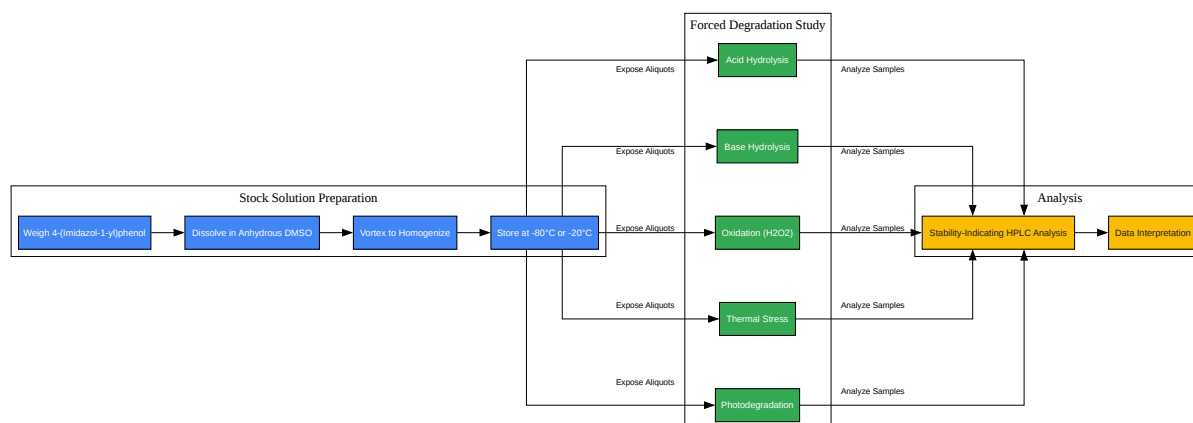 Forced Degradation Study
Acid Hydrolysis
Expose Aliquots
Analyze Samples
Base Hydrolysis
Expose Aliquots
Analyze Samples
Stock Solution Preparation
Analysis
Weigh 4-(Imidazol-1-yl)phenol
Dissolve in Anhydrous DMSO
Vortex to Homogenize
Store at -80°C or -20°C
Expose Aliquots
Oxidation (H2O2)
Analyze Samples
Stability-Indicating HPLC Analysis
Data Interpretation
Expose Aliquots
Analyze Samples
Thermal Stress
Expose Aliquots
Analyze Samples
Photodegradation